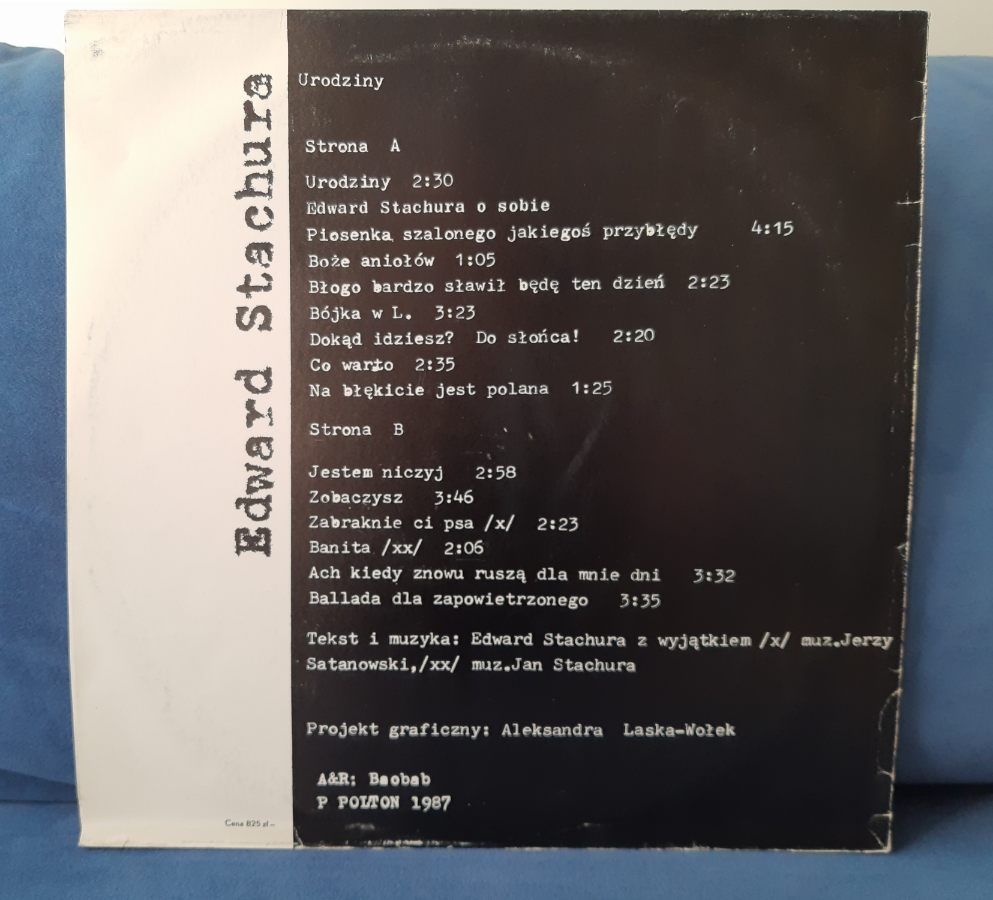 Edward Stachura
Urodziny
Strona A
Urodziny 2:30
Edward Stachura o sobie
Piosenka szalonego jakiegoś przybłędy 4:15
Boże aniołów 1:05
Błogo bardzo sławił będę ten dzień 2:23
Bójka w L. 3:23
Dokąd idziesz? Do słońca! 2:20
Co warto 2:35
Na błękicie jest polana 1:25
Strona B
Jestem niczyj 2:58
Zobaczysz 3:46
Zabraknie ci psa /x/ 2:23
Banita /xx/ 2:06
Ach kiedy znowu ruszą dla mnie dni 3:32
Ballada dla zapowietrzonego 3:35
Tekst i muzyka: Edward Stachura z wyjątkiem /x/ muz.Jerzy
Satanowski,/xx/ muz.Jan Stachura
Projekt graficzny: Aleksandra Laska-Wołek
A&R: Baobab
P POLTON 1987
Cena 825 zł.–